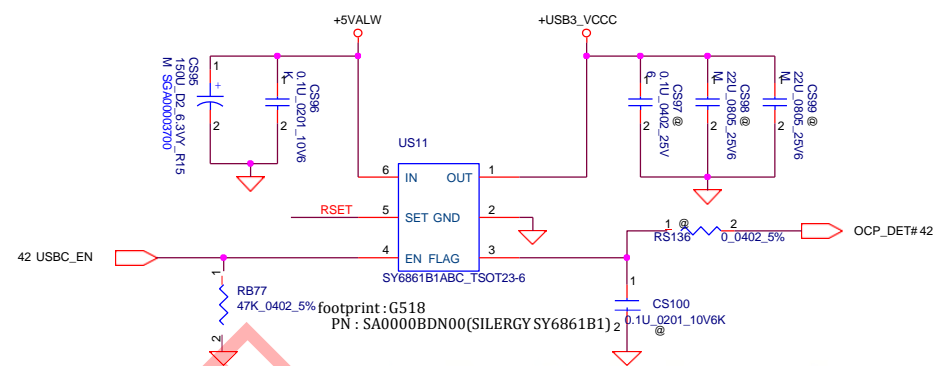 +5VALW
+USB3_VCCC
1
+
2
CS95
150U_D2_6.3VY_R15
M_SGA00003700
1
2
CS96
0.1U_0201_10V6
K
1
2
CS97 @
0.1U_0402_25V
6
1
2
CS98 @
22U_0805_25V6
M
1
2
CS99 @
22U_0805_25V6
M
US11
6 IN OUT 1
RSET 5 SET GND 2
42 USBC_EN 4 EN FLAG 3
SY6861B1ABC_TSOT23-6
1 @ 2
RS136 0_0402_5%
OCP_DET# 42
1
RB77
47K_0402_5%
2
footprint : G518
PN : SA0000BDN00(SILERGY SY6861B1)
1
CS100
0.1U_0201_10V6K
2
@